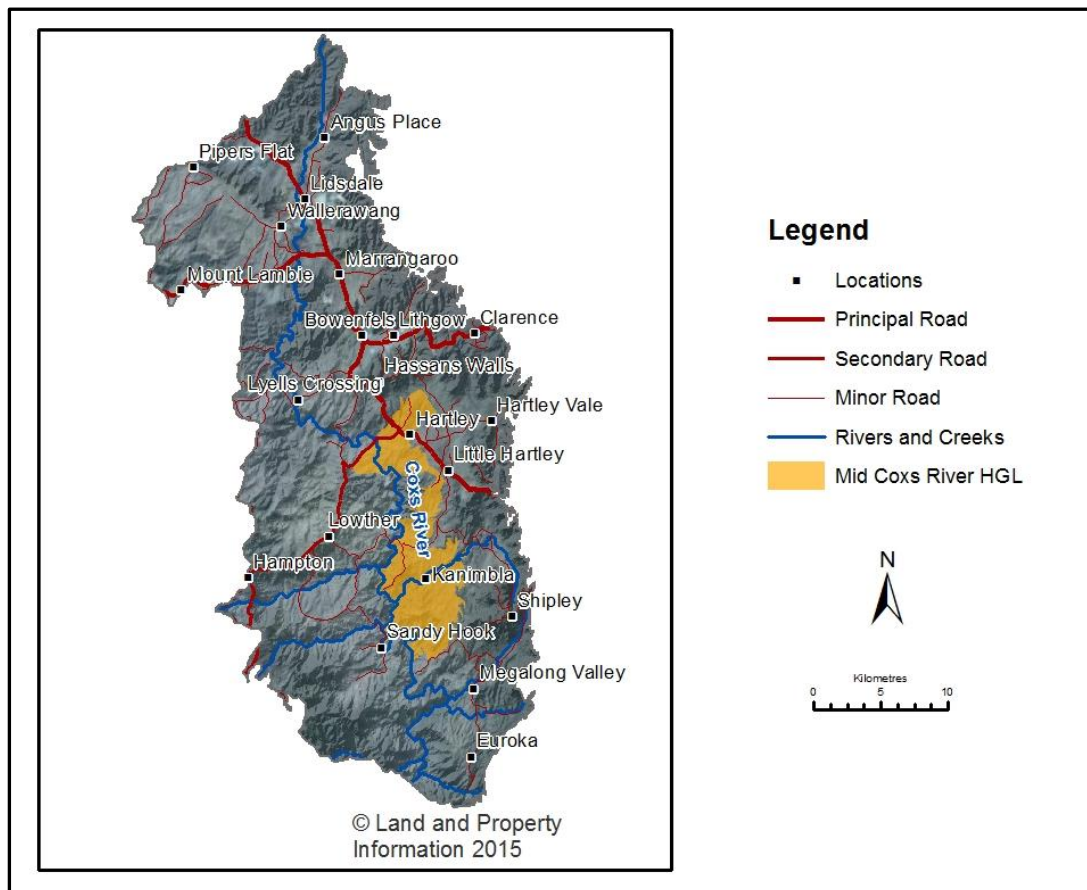 Angus Place
Pipers Flat
Lidsdale
Wallerawang
Marrangaroo
Mount Lambie
Bowenfels
Lithgow
Clarence
Hassans Walls
Lyells Crossing
Hartley Vale
Hartley
Little Hartley
Coxs River
Lowther
Hampton
Kanimbla
Shipley
Sandy Hook
Megalong Valley
Euroka
© Land and Property
Information 2015
Legend
Locations
Principal Road
Secondary Road
Minor Road
Rivers and Creeks
Mid Coxs River HGL
N
Kilometres
0 5 10